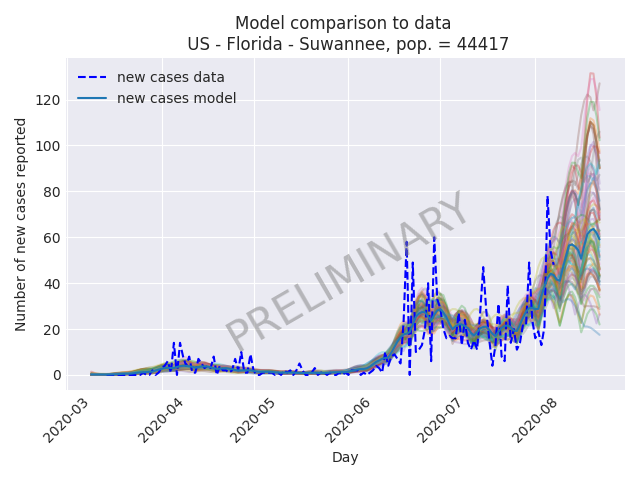 Model comparison to data
US - Florida - Suwannee, pop. = 44417
new cases data
new cases model
Number of new cases reported
120
100
80
60
40
20
0
PRELIMINARY
2020-03
2020-04
2020-05
2020-06
2020-07
2020-08
Day